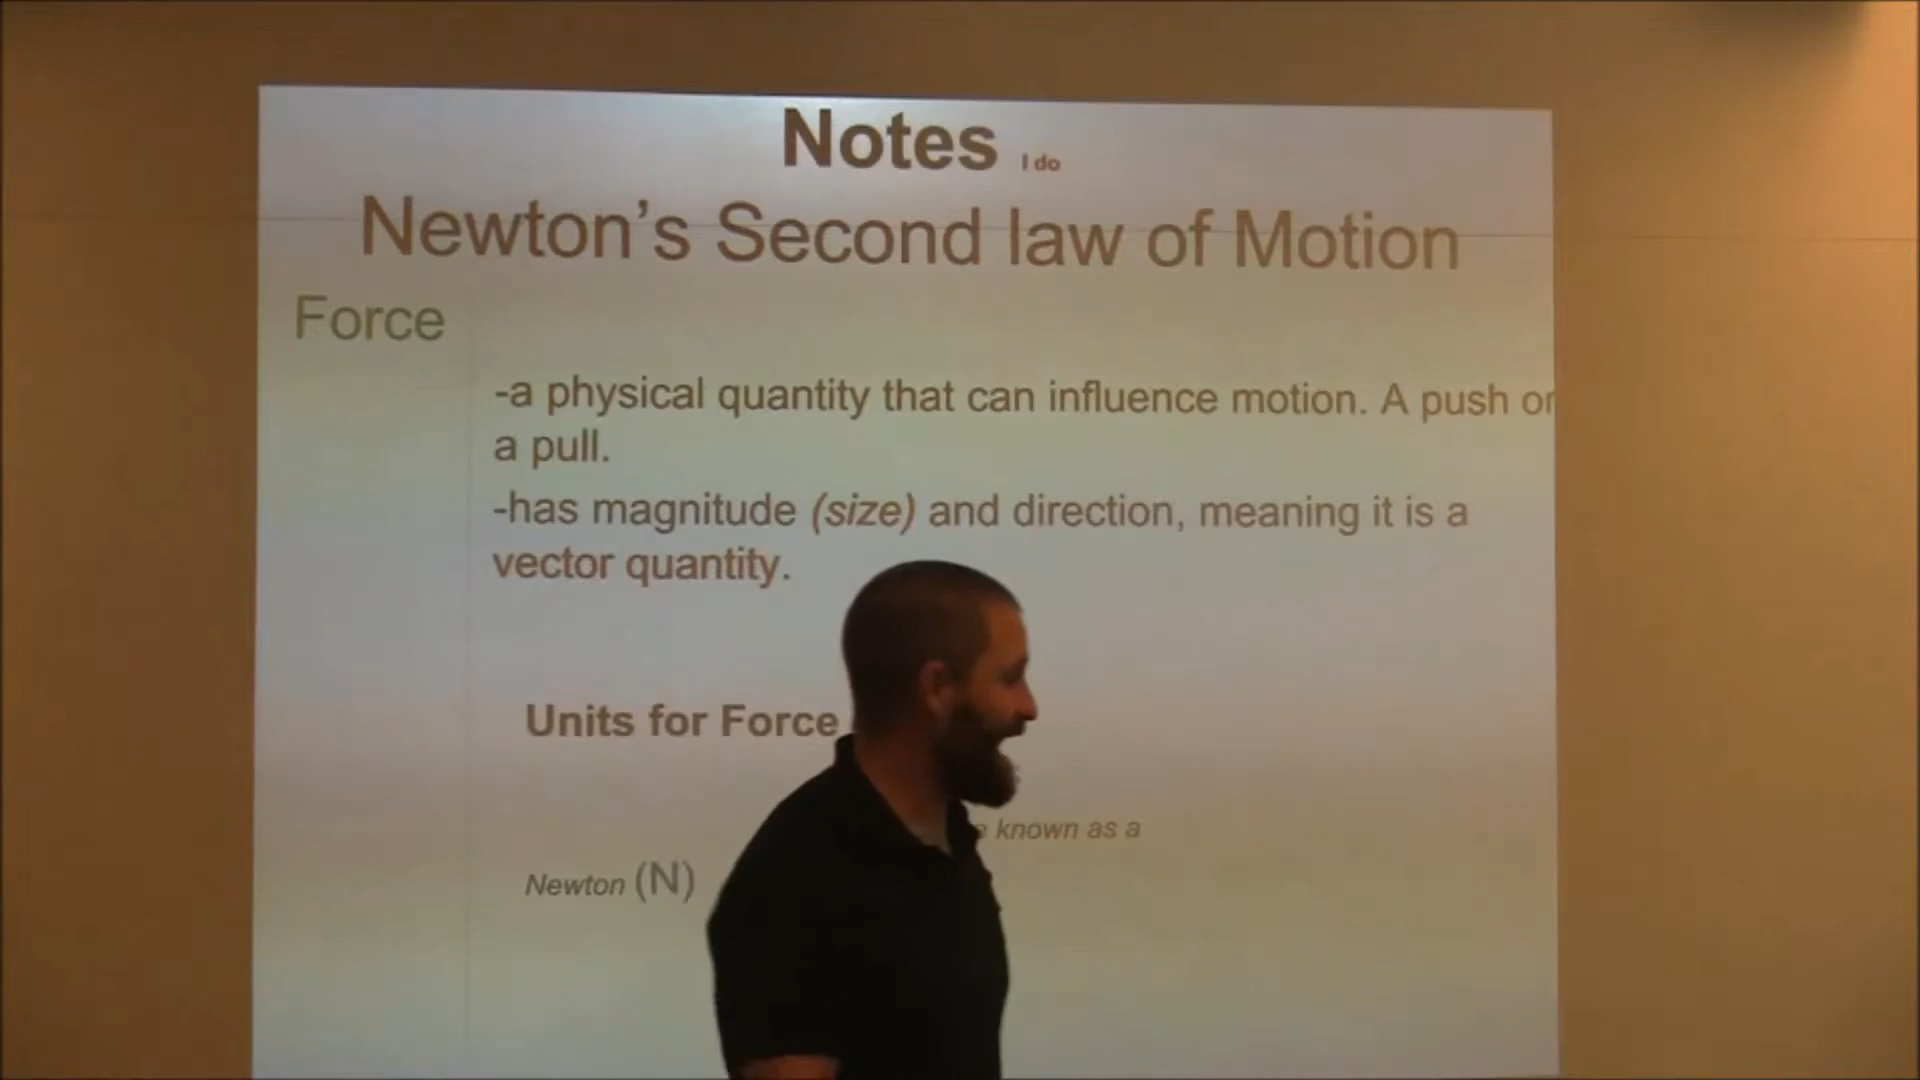 Notes I do
Newton's Second law of Motion
Force
-a physical quantity that can influence motion. A push or
a pull.
-has magnitude (size) and direction, meaning it is a
vector quantity.
Units for Force
known as a
Newton (N)